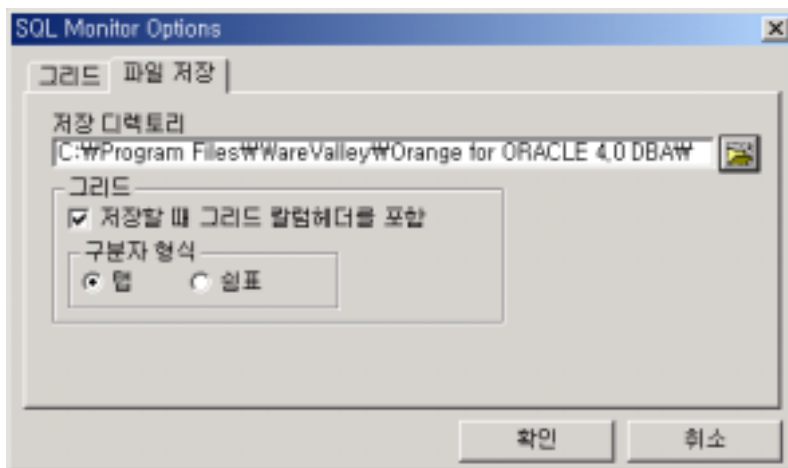 SQL Monitor Options
그리드 파일 저장
저장 디렉토리
C:₩Program Files₩WareValley₩Orange for ORACLE 4.0 DBA₩
그리드
저장할 때 그리드 칼럼헤더를 포함
구분자 형식
탭 쉼표
확인 취소